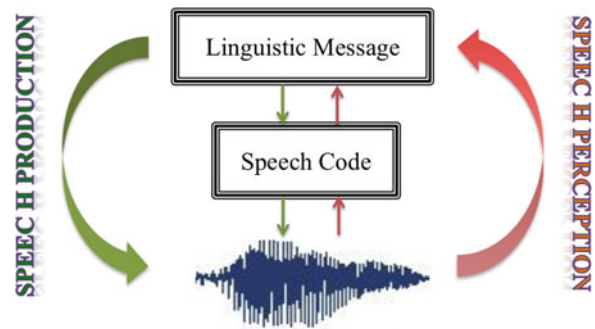 SPEEC H PRODUCTION
Linguistic Message
Speech Code
SPEEC H PERCEPTION